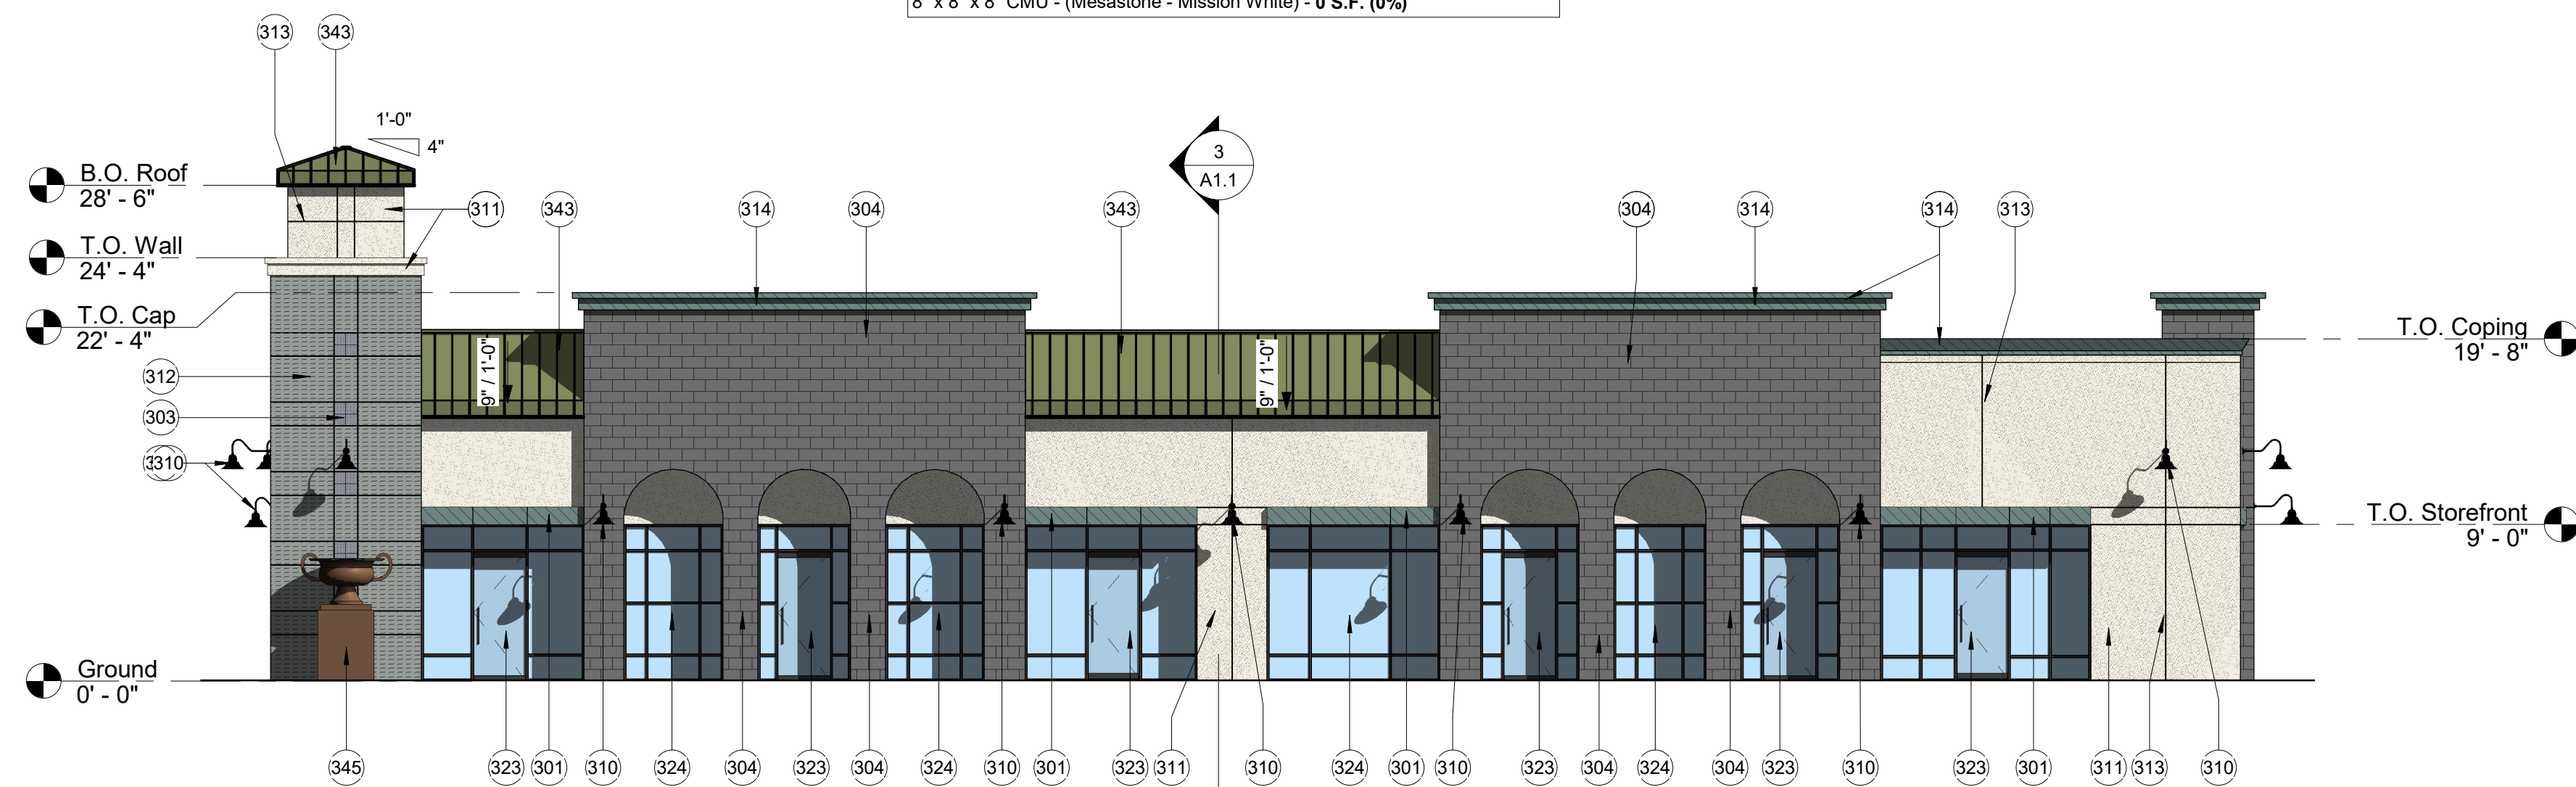 8" x 8" x 8" CMU - (Mesastone - Mission White) - 0 S.F. (0%)
313 343
1'-0"
4"
3
A1.1
B.O. Roof
28' - 6"
311 343 314 304 343 304 314 314 313
T.O. Wall
24' - 4"
T.O. Cap
22' - 4"
T.O. Coping
19' - 8"
9" / 1'-0"
9" / 1'-0"
312
303
310
T.O. Storefront
9' - 0"
Ground
0' - 0"
345 323 301 310 324 304 323 304 324 310 301 323 311 310 324 301 310 323 304 324 304 323 310 323 301 311 313 310